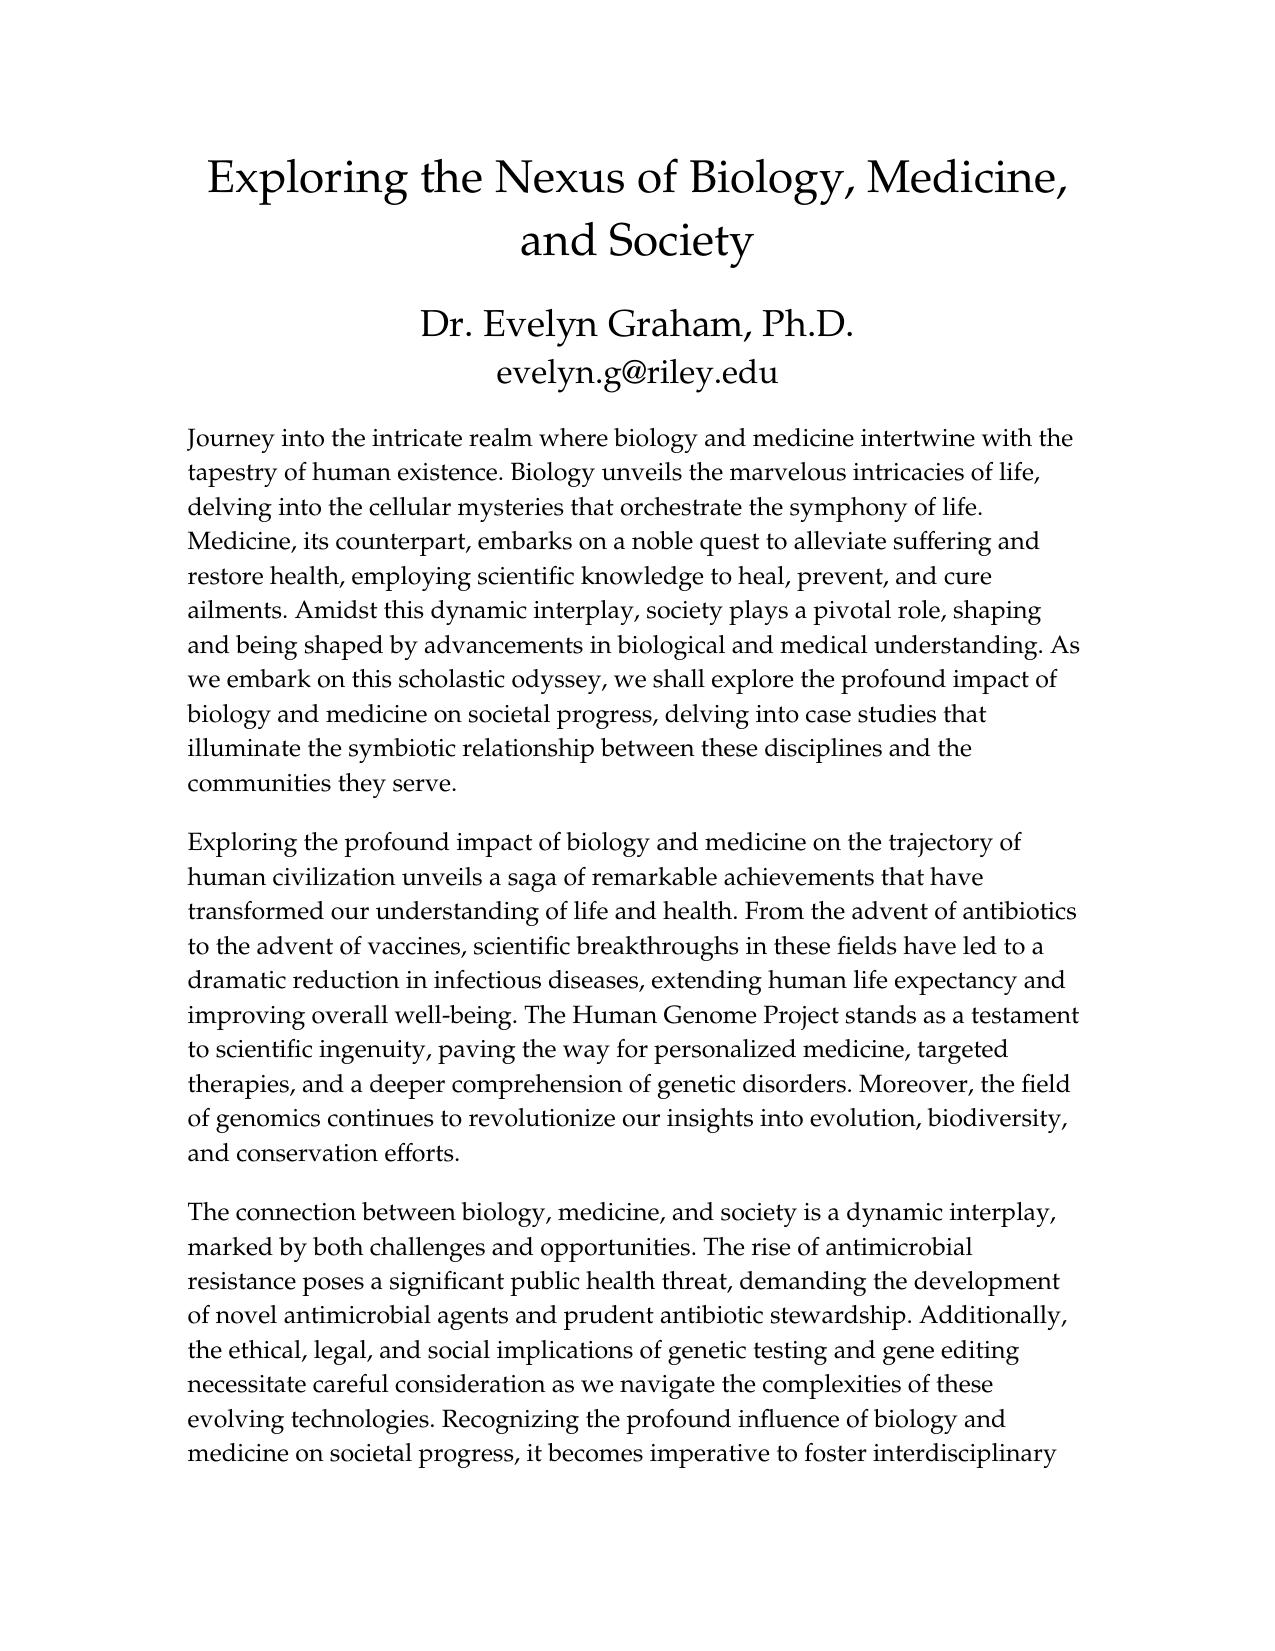 Exploring the Nexus of Biology, Medicine,
and Society
Dr. Evelyn Graham, Ph.D.
evelyn.g@riley.edu
Journey into the intricate realm where biology and medicine intertwine with the
tapestry of human existence. Biology unveils the marvelous intricacies of life,
delving into the cellular mysteries that orchestrate the symphony of life.
Medicine, its counterpart, embarks on a noble quest to alleviate suffering and
restore health, employing scientific knowledge to heal, prevent, and cure
ailments. Amidst this dynamic interplay, society plays a pivotal role, shaping
and being shaped by advancements in biological and medical understanding. As
we embark on this scholastic odyssey, we shall explore the profound impact of
biology and medicine on societal progress, delving into case studies that
illuminate the symbiotic relationship between these disciplines and the
communities they serve.
Exploring the profound impact of biology and medicine on the trajectory of
human civilization unveils a saga of remarkable achievements that have
transformed our understanding of life and health. From the advent of antibiotics
to the advent of vaccines, scientific breakthroughs in these fields have led to a
dramatic reduction in infectious diseases, extending human life expectancy and
improving overall well-being. The Human Genome Project stands as a testament
to scientific ingenuity, paving the way for personalized medicine, targeted
therapies, and a deeper comprehension of genetic disorders. Moreover, the field
of genomics continues to revolutionize our insights into evolution, biodiversity,
and conservation efforts.
The connection between biology, medicine, and society is a dynamic interplay,
marked by both challenges and opportunities. The rise of antimicrobial
resistance poses a significant public health threat, demanding the development
of novel antimicrobial agents and prudent antibiotic stewardship. Additionally,
the ethical, legal, and social implications of genetic testing and gene editing
necessitate careful consideration as we navigate the complexities of these
evolving technologies. Recognizing the profound influence of biology and
medicine on societal progress, it becomes imperative to foster interdisciplinary